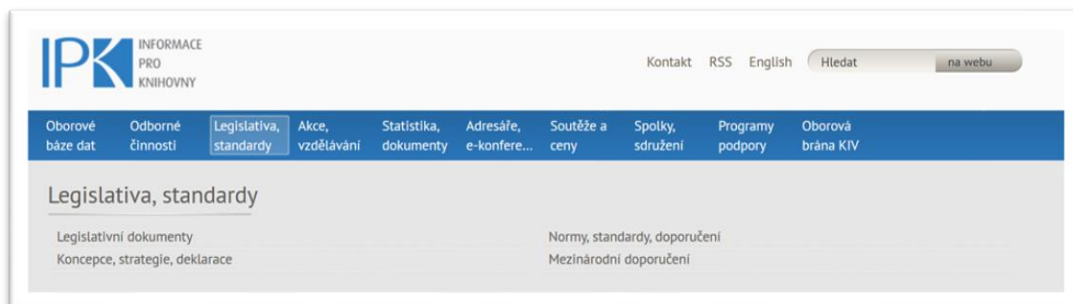 IPK
INFORMACE
PRO
KNIHOVNY
Kontakt RSS English Hledat na webu
Oborové báze dat
Odborné činnosti
Legislativa, standardy
Akce, vzdělávání
Statistika, dokumenty
Adresáře, e-konfere...
Soutěže a ceny
Spolky, sdružení
Programy podpory
Oborová brána KIV
Legislativa, standardy
Legislativní dokumenty
Koncepce, strategie, deklarace
Normy, standardy, doporučení
Mezinárodní doporučení